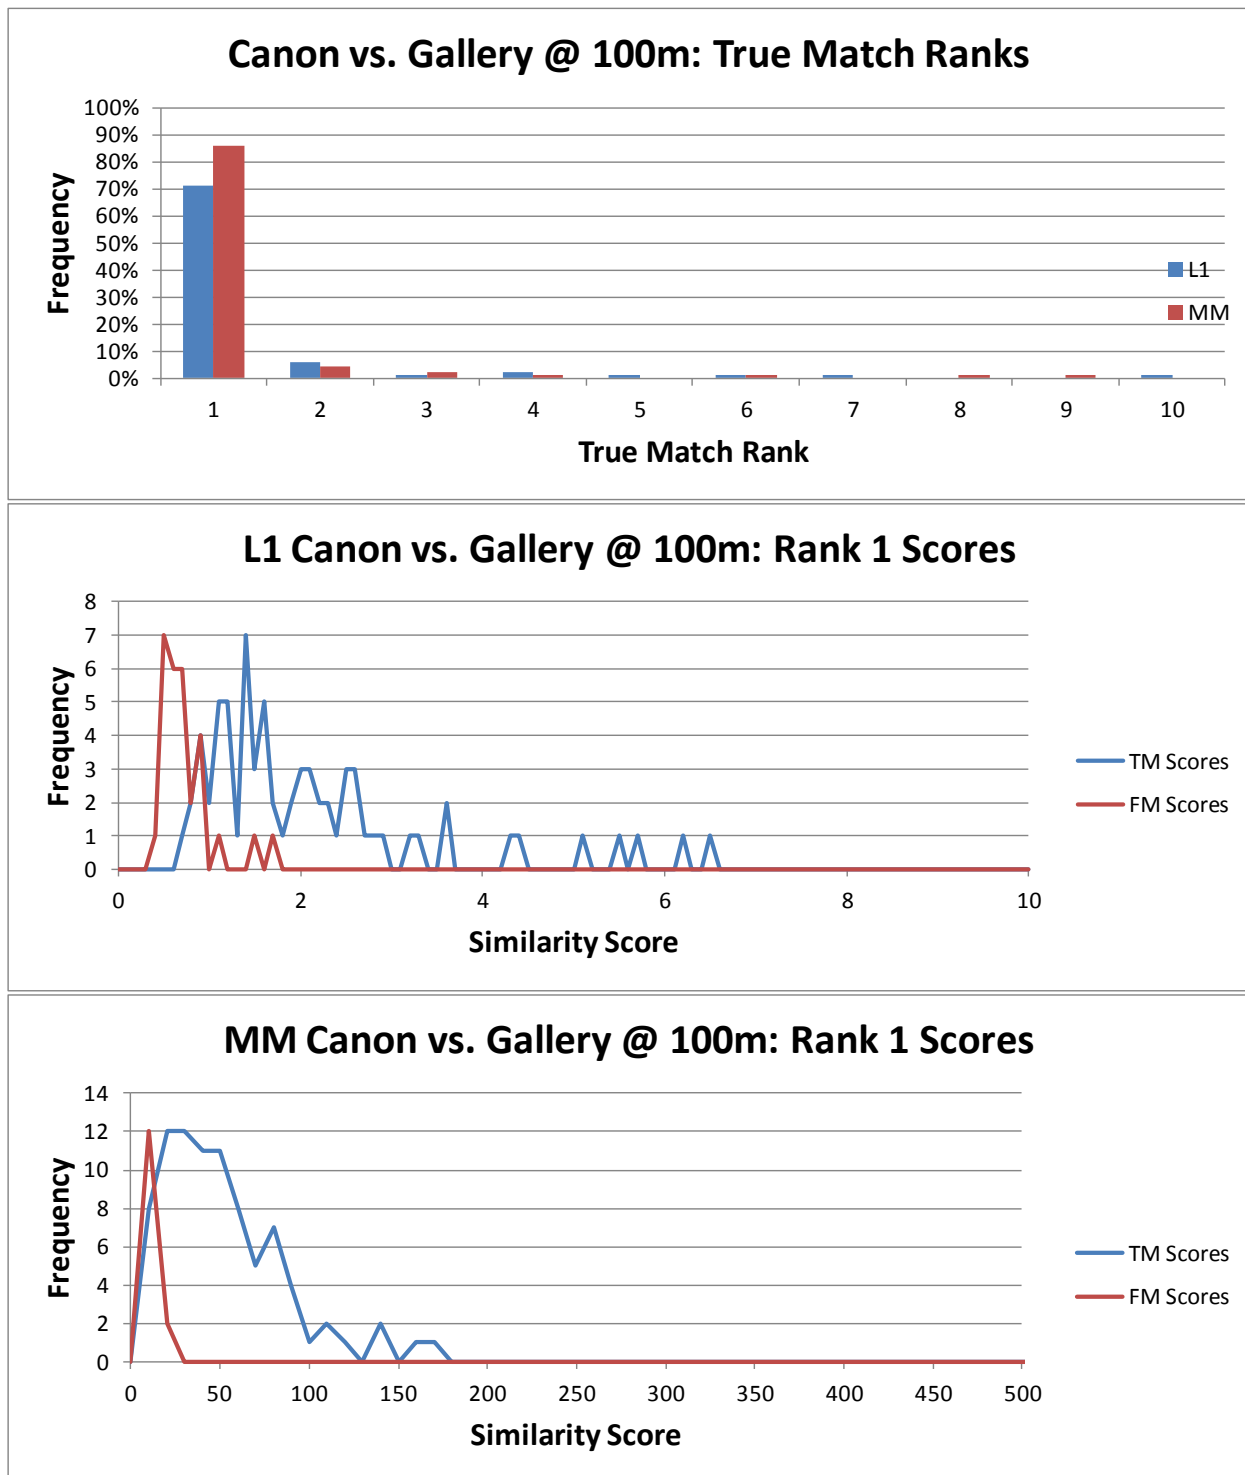 Canon vs. Gallery @ 100m: True Match Ranks
100%
90%
80%
70%
60%
50%
40%
30%
20%
10%
0%
Frequency
L1
MM
1 2 3 4 5 6 7 8 9 10
True Match Rank
L1 Canon vs. Gallery @ 100m: Rank 1 Scores
8
7
6
5
4
3
2
1
0
Frequency
TM Scores
FM Scores
0 2 4 6 8 10
Similarity Score
MM Canon vs. Gallery @ 100m: Rank 1 Scores
14
12
10
8
6
4
2
0
Frequency
TM Scores
FM Scores
0 50 100 150 200 250 300 350 400 450 500
Similarity Score